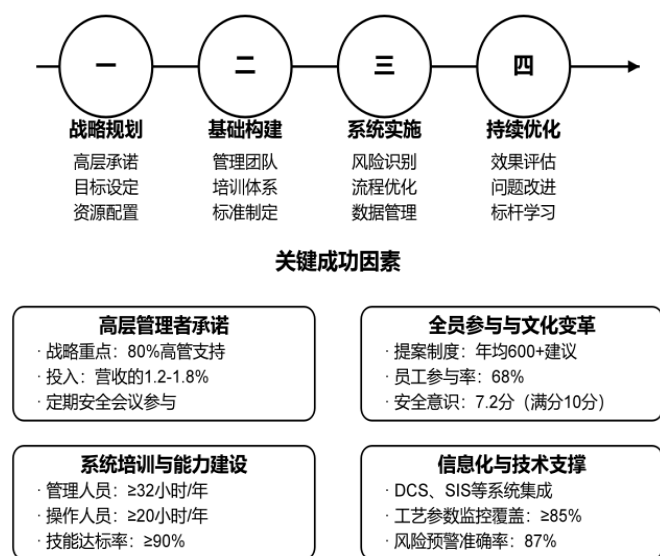 一 二 三 四
战略规划 基础构建 系统实施 持续优化
高层承诺 管理团队 风险识别 效果评估
目标设定 培训体系 流程优化 问题改进
资源配置 标准制定 数据管理 标杆学习
关键成功因素
高层管理者承诺
· 战略重点：80%高管支持
· 投入：营收的1.2-1.8%
· 定期安全会议参与
全员参与与文化变革
· 提案制度：年均600+建议
· 员工参与率：68%
· 安全意识：7.2分（满分10分）
系统培训与能力建设
· 管理人员：≥32小时/年
· 操作人员：≥20小时/年
· 技能达标率：≥90%
信息化与技术支撑
· DCS、SIS等系统集成
· 工艺参数监控覆盖：≥85%
· 风险预警准确率：87%